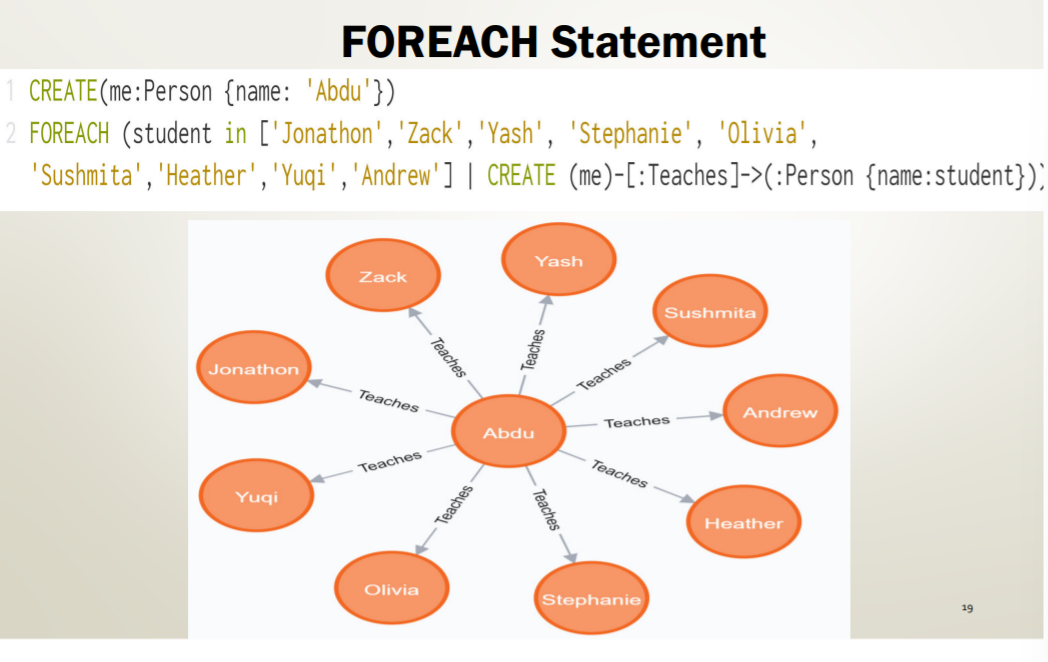 FOREACH Statement
1 CREATE(me:Person {name: 'Abdu'})
2 FOREACH (student in ['Jonathon','Zack','Yash', 'Stephanie', 'Olivia',
'Sushmita','Heather','Yuqi','Andrew'] | CREATE (me)-[:Teaches]->(:Person {name:student}))
Yash
Zack
Sushmita
Teaches
Teaches
Teaches
Jonathon
Teaches
Andrew
Teaches
Abdu
Teaches
Teaches
Yuqi
Teaches
Teaches
Heather
Olivia
Stephanie
19